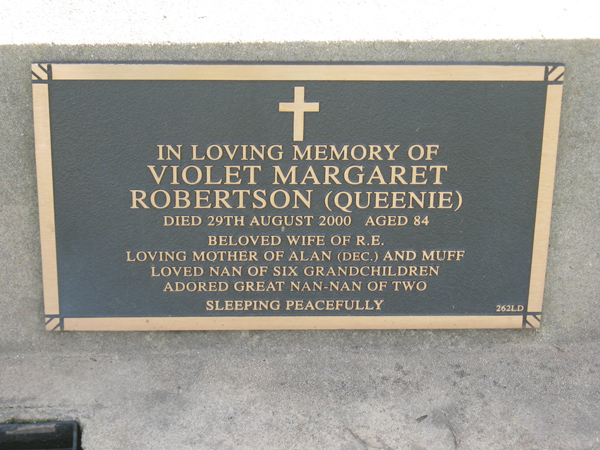 IN LOVING MEMORY OF
VIOLET MARGARET
ROBERTSON (QUEENIE)
DIED 29TH AUGUST 2000 AGED 84
BELOVED WIFE OF R.E.
LOVING MOTHER OF ALAN (DEC.) AND MUFF
LOVED NAN OF SIX GRANDCHILDREN
ADORED GREAT NAN-NAN OF TWO
SLEEPING PEACEFULLY
262LD